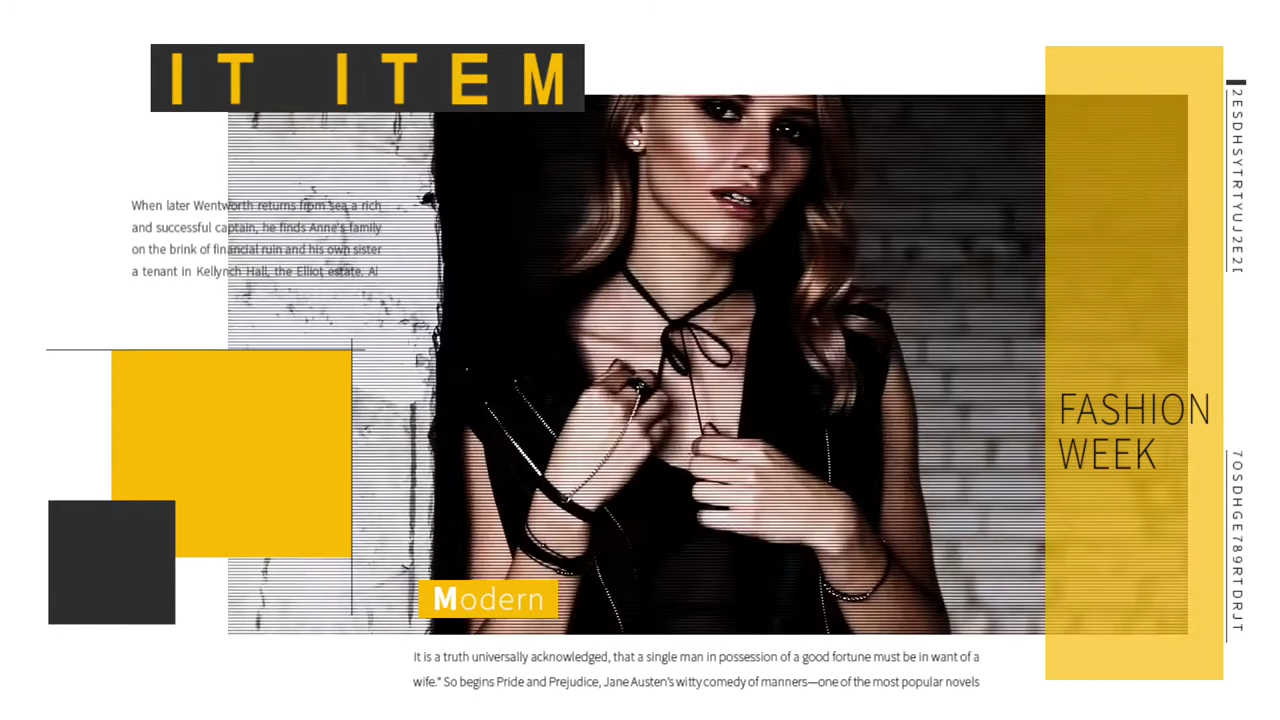 IT ITEM
When later Wentworth returns from sea a rich
and successful captain, he finds Anne's family
on the brink of financial ruin and his own sister
a tenant in Kellynch Hall, the Elliot estate. Al
FASHION
WEEK
Modern
It is a truth universally acknowledged, that a single man in possession of a good fortune must be in want of a
wife.” So begins Pride and Prejudice, Jane Austen’s witty comedy of manners—one of the most popular novels
2ESDHSYTRTYUJ2E2
7OSDHGE789RTDRJT